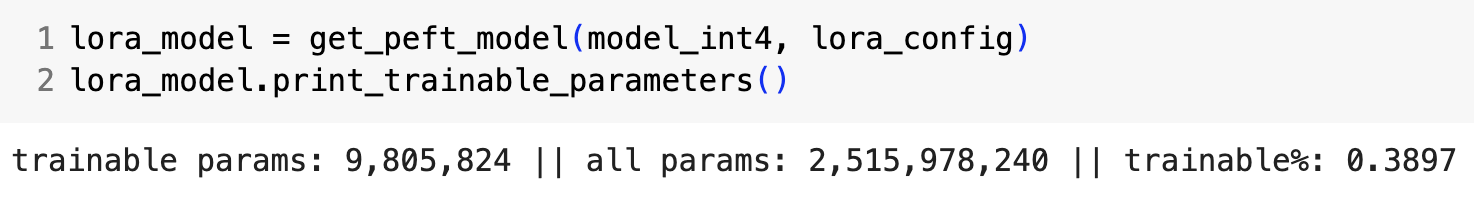 1 lora_model = get_peft_model(model_int4, lora_config)
2 lora_model.print_trainable_parameters()
trainable params: 9,805,824 || all params: 2,515,978,240 || trainable%: 0.3897